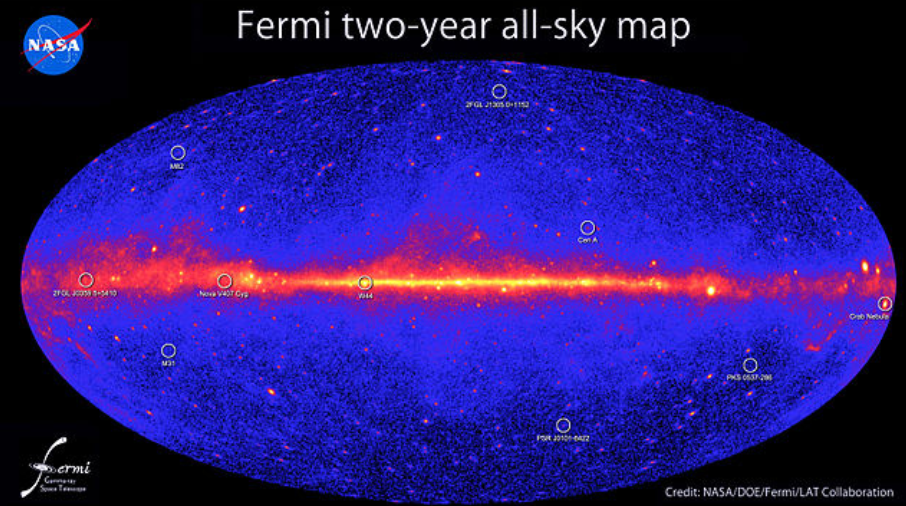 Fermi two-year all-sky map
NASA
2FGL J1305.0+1152
M82
Cen A
2FGL J0359.5+5410
Nova V407 Cyg
W44
Crab Nebula
M31
PKS 0537-286
PSR J0101-6422
Fermi
Gamma-ray
Space Telescope
Credit: NASA/DOE/Fermi/LAT Collaboration